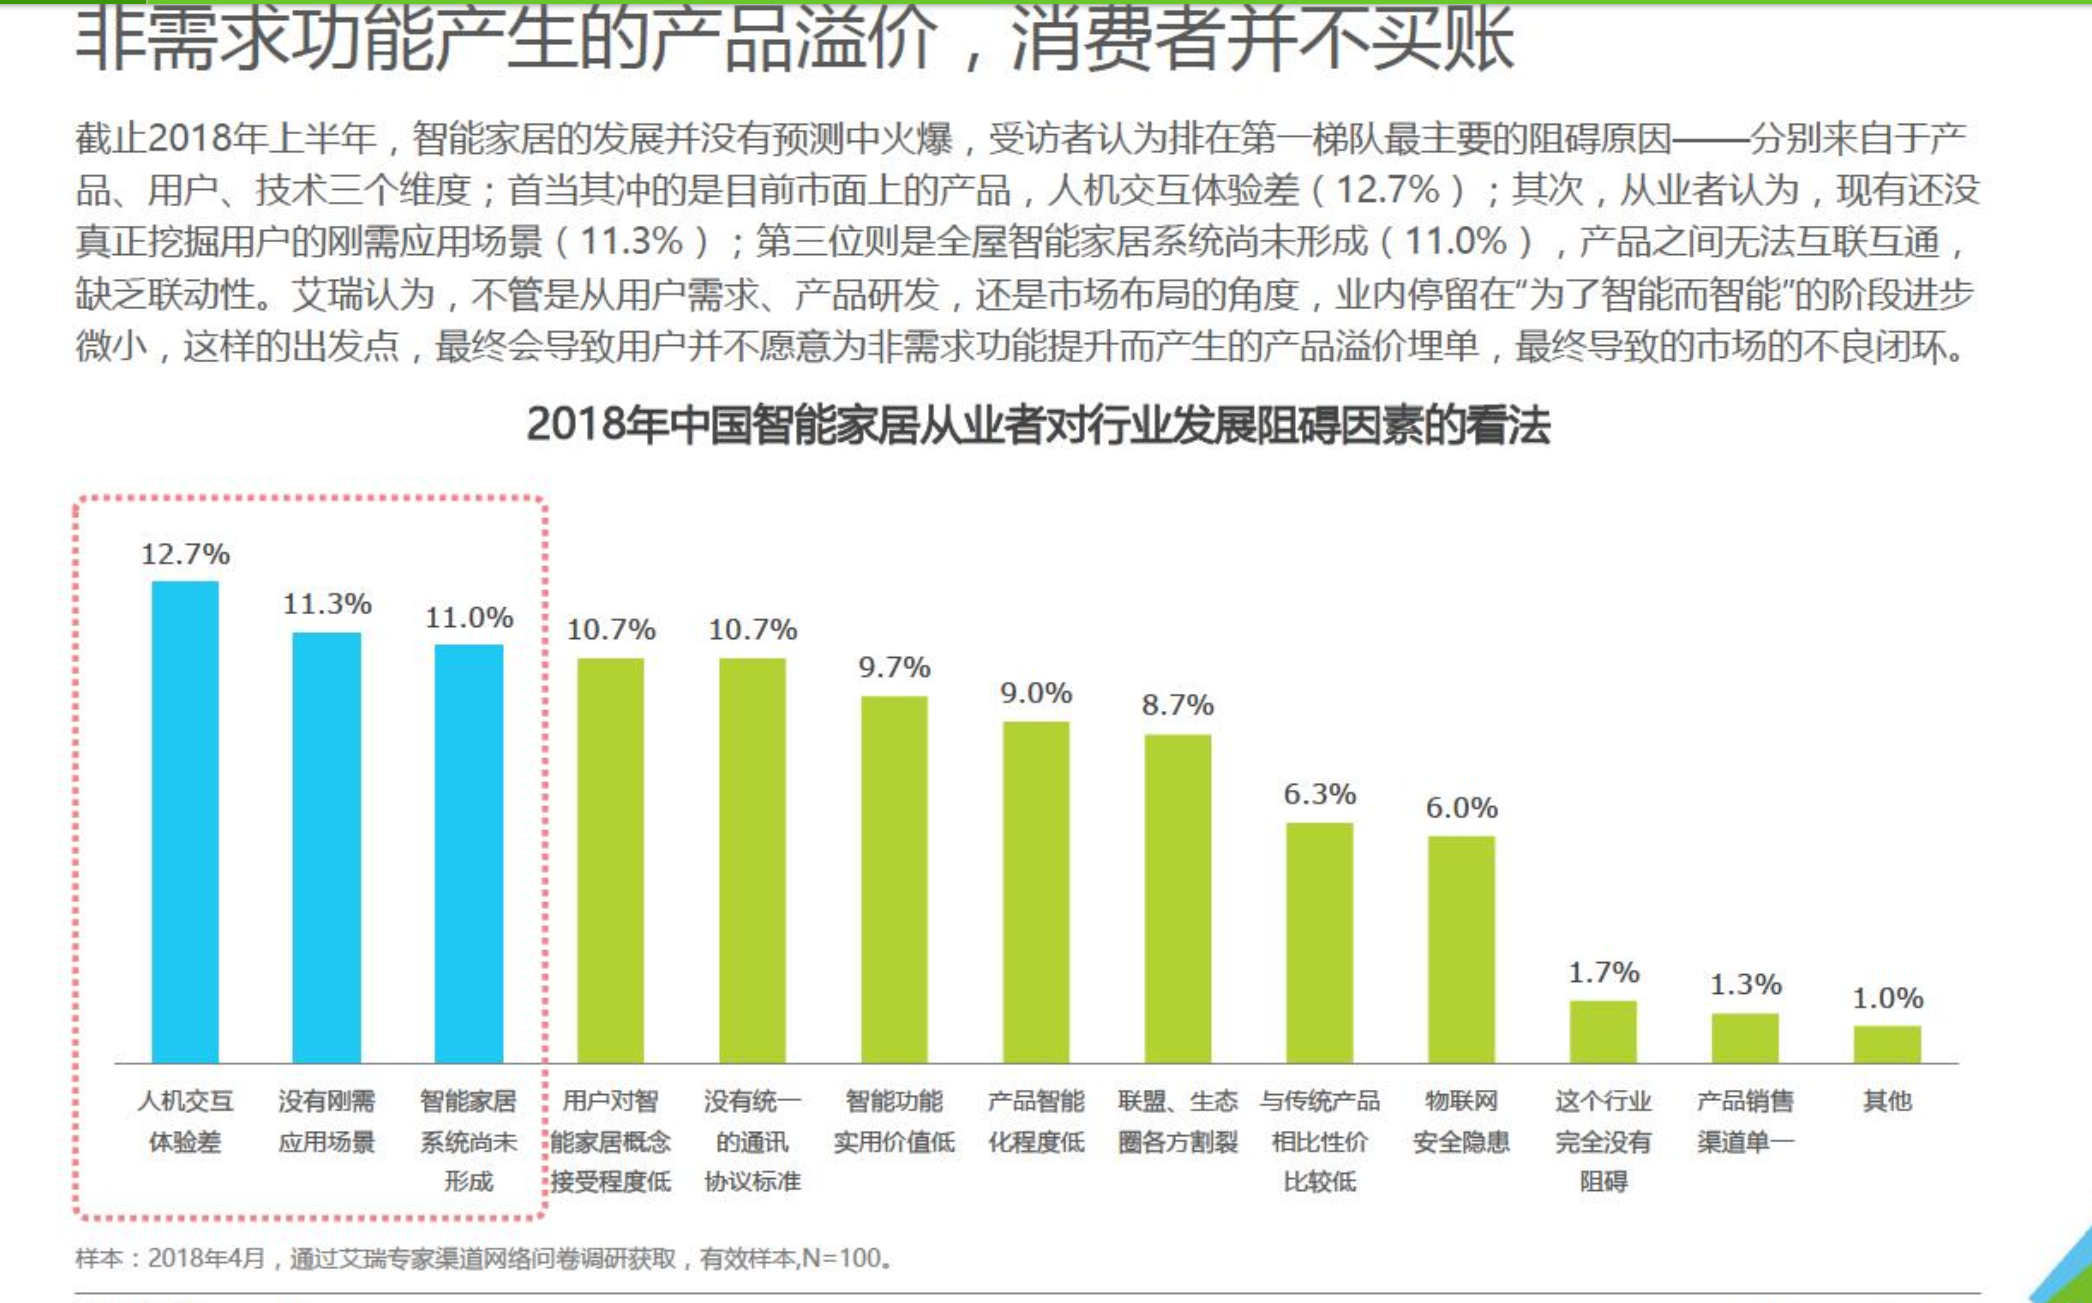 非需求功能产生的产品溢价，消费者并不买账
截止2018年上半年，智能家居的发展并没有预测中火爆，受访者认为排在第一梯队最主要的阻碍原因——分别来自于产
品、用户、技术三个维度；首当其冲的是目前市面上的产品，人机交互体验差（12.7%）；其次，从业者认为，现有还没
真正挖掘用户的刚需应用场景（11.3%）；第三位则是全屋智能家居系统尚未形成（11.0%），产品之间无法互联互通，
缺乏联动性。艾瑞认为，不管是从用户需求、产品研发，还是市场布局的角度，业内停留在“为了智能而智能”的阶段进步
微小，这样的出发点，最终会导致用户并不愿意为非需求功能提升而产生的产品溢价埋单，最终导致的市场的不良闭环。
2018年中国智能家居从业者对行业发展阻碍因素的看法
12.7%
11.3%
11.0%
10.7%
10.7%
9.7%
9.0%
8.7%
6.3%
6.0%
1.7%
1.3%
1.0%
人机交互
体验差
没有刚需
应用场景
智能家居
系统尚未
形成
用户对智
能家居概念
接受程度低
没有统一
的通讯
协议标准
智能功能
实用价值低
产品智能
化程度低
联盟、生态
圈各方割裂
与传统产品
相比性价
比较低
物联网
安全隐患
这个行业
完全没有
阻碍
产品销售
渠道单一
其他
样本：2018年4月，通过艾瑞专家渠道网络问卷调研获取，有效样本,N=100。